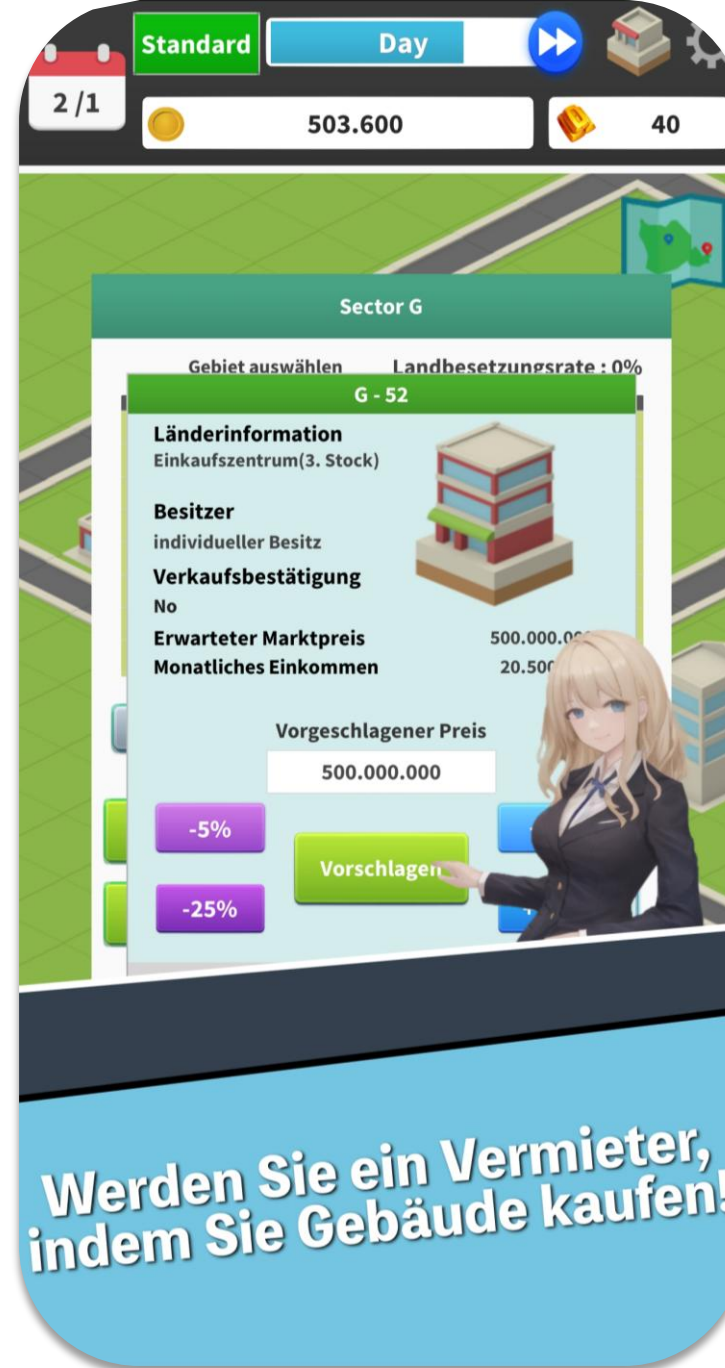 Standard
Day
2 /1
503.600
40
Sector G
Gebiet auswählen Landbesetzungsrate : 0%
G - 52
Länderinformation
Einkaufszentrum(3. Stock)
Besitzer
individueller Besitz
Verkaufsbestätigung
No
Erwarteter Marktpreis
Monatliches Einkommen
Vorgeschlagener Preis
500.000.000
-5%
Vorschlagen
-25%
Werden Sie ein Vermieter,
indem Sie Gebäude kaufen!